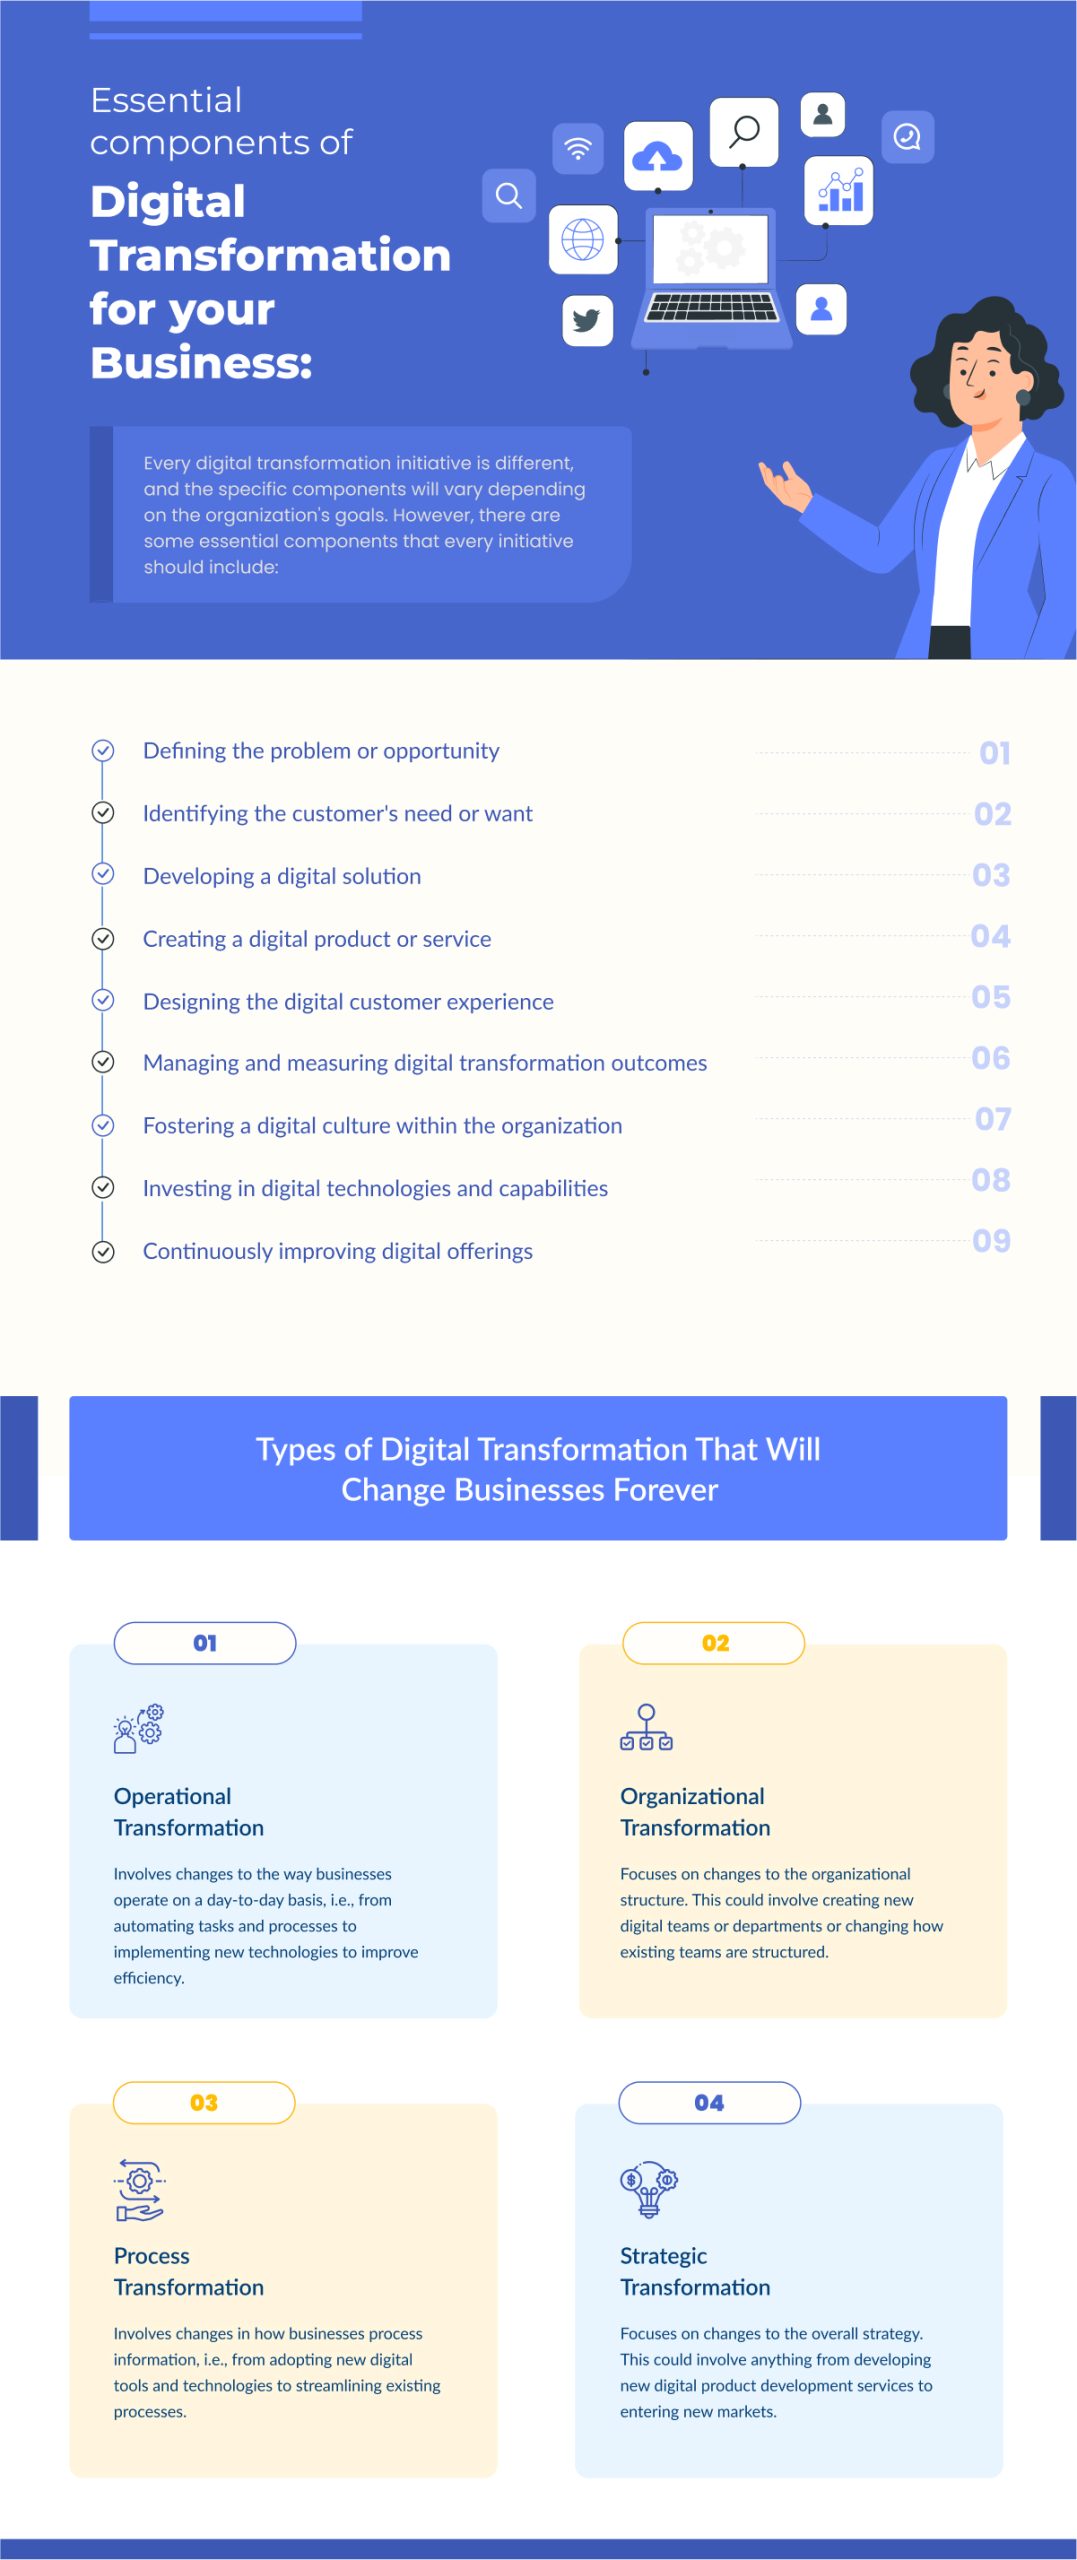 Essential
components of
Digital
Transformation
for your
Business:
Every digital transformation initiative is different,
and the specific components will vary depending
on the organization's goals. However, there are
some essential components that every initiative
should include:
Defining the problem or opportunity 01
Identifying the customer's need or want 02
Developing a digital solution 03
Creating a digital product or service 04
Designing the digital customer experience 05
Managing and measuring digital transformation outcomes 06
Fostering a digital culture within the organization 07
Investing in digital technologies and capabilities 08
Continuously improving digital offerings 09
Types of Digital Transformation That Will
Change Businesses Forever
01
Operational
Transformation
Involves changes to the way businesses
operate on a day-to-day basis, i.e., from
automating tasks and processes to
implementing new technologies to improve
efficiency.
02
Organizational
Transformation
Focuses on changes to the organizational
structure. This could involve creating new
digital teams or departments or changing how
existing teams are structured.
03
Process
Transformation
Involves changes in how businesses process
information, i.e., from adopting new digital
tools and technologies to streamlining existing
processes.
04
$
Strategic
Transformation
Focuses on changes to the overall strategy.
This could involve anything from developing
new digital product development services to
entering new markets.